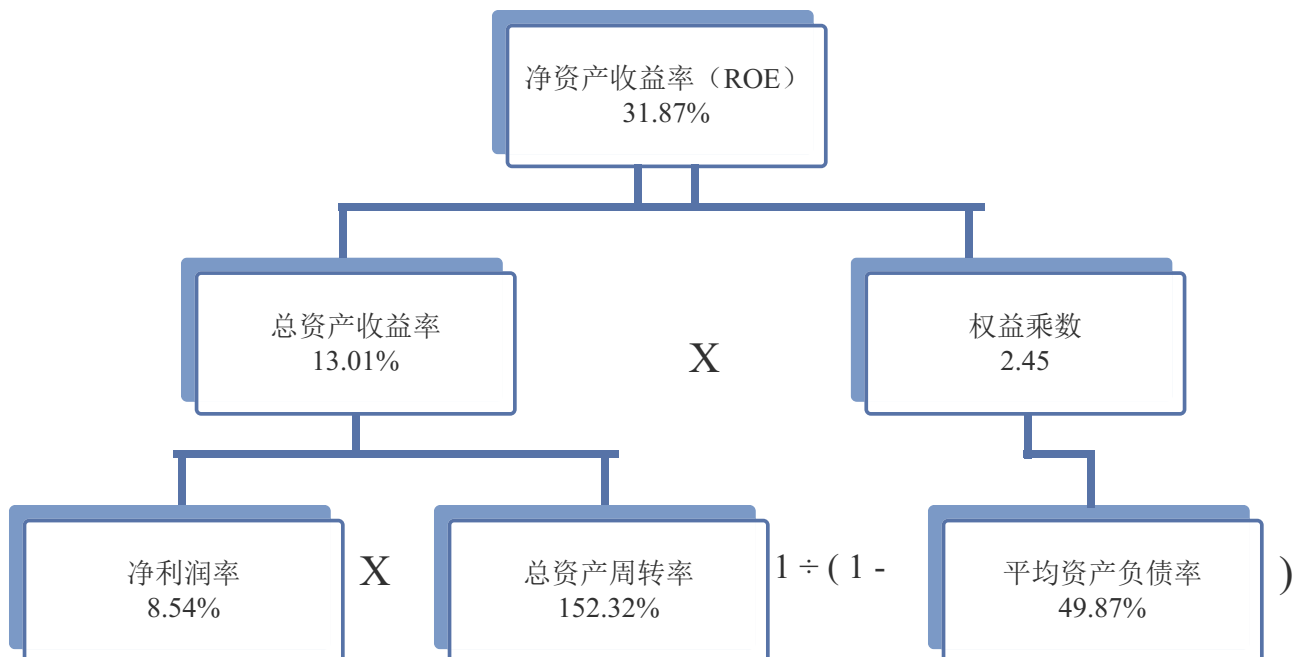 净资产收益率（ROE）
31.87%
总资产收益率
13.01%
X
权益乘数
2.45
净利润率
8.54%
X
总资产周转率
152.32%
1 ÷ ( 1 -
平均资产负债率
49.87%
)